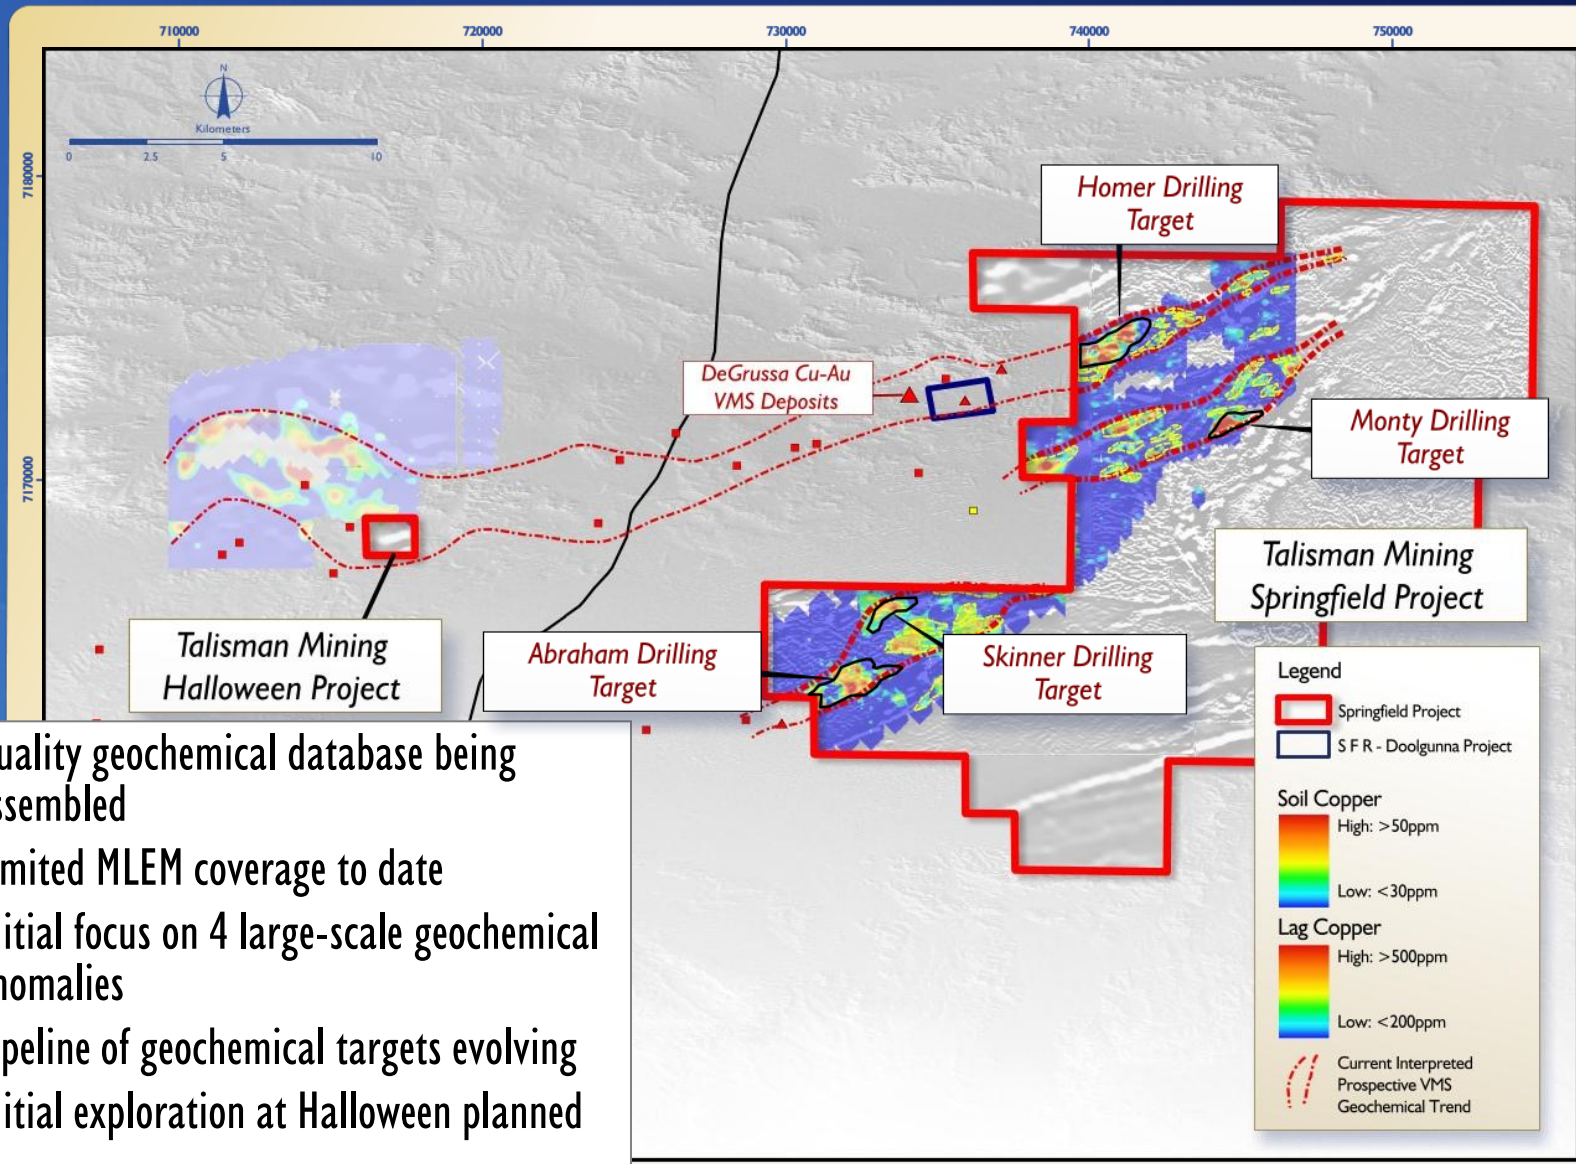 710000
720000
730000
740000
750000
7180000
7170000
N
Kilometers
0 2.5 5 10
Homer Drilling
Target
DeGrussa Cu-Au
VMS Deposits
Monty Drilling
Target
Talisman Mining
Springfield Project
Talisman Mining
Halloween Project
Abraham Drilling
Target
Skinner Drilling
Target
Legend
Springfield Project
S F R - Doolgunna Project
Soil Copper
High: >50ppm
Low: <30ppm
Lag Copper
High: >500ppm
Low: <200ppm
Current Interpreted
Prospective VMS
Geochemical Trend
uality geochemical database being
ssembled
mited MLEM coverage to date
itial focus on 4 large-scale geochemical
nomalies
peline of geochemical targets evolving
itial exploration at Halloween planned